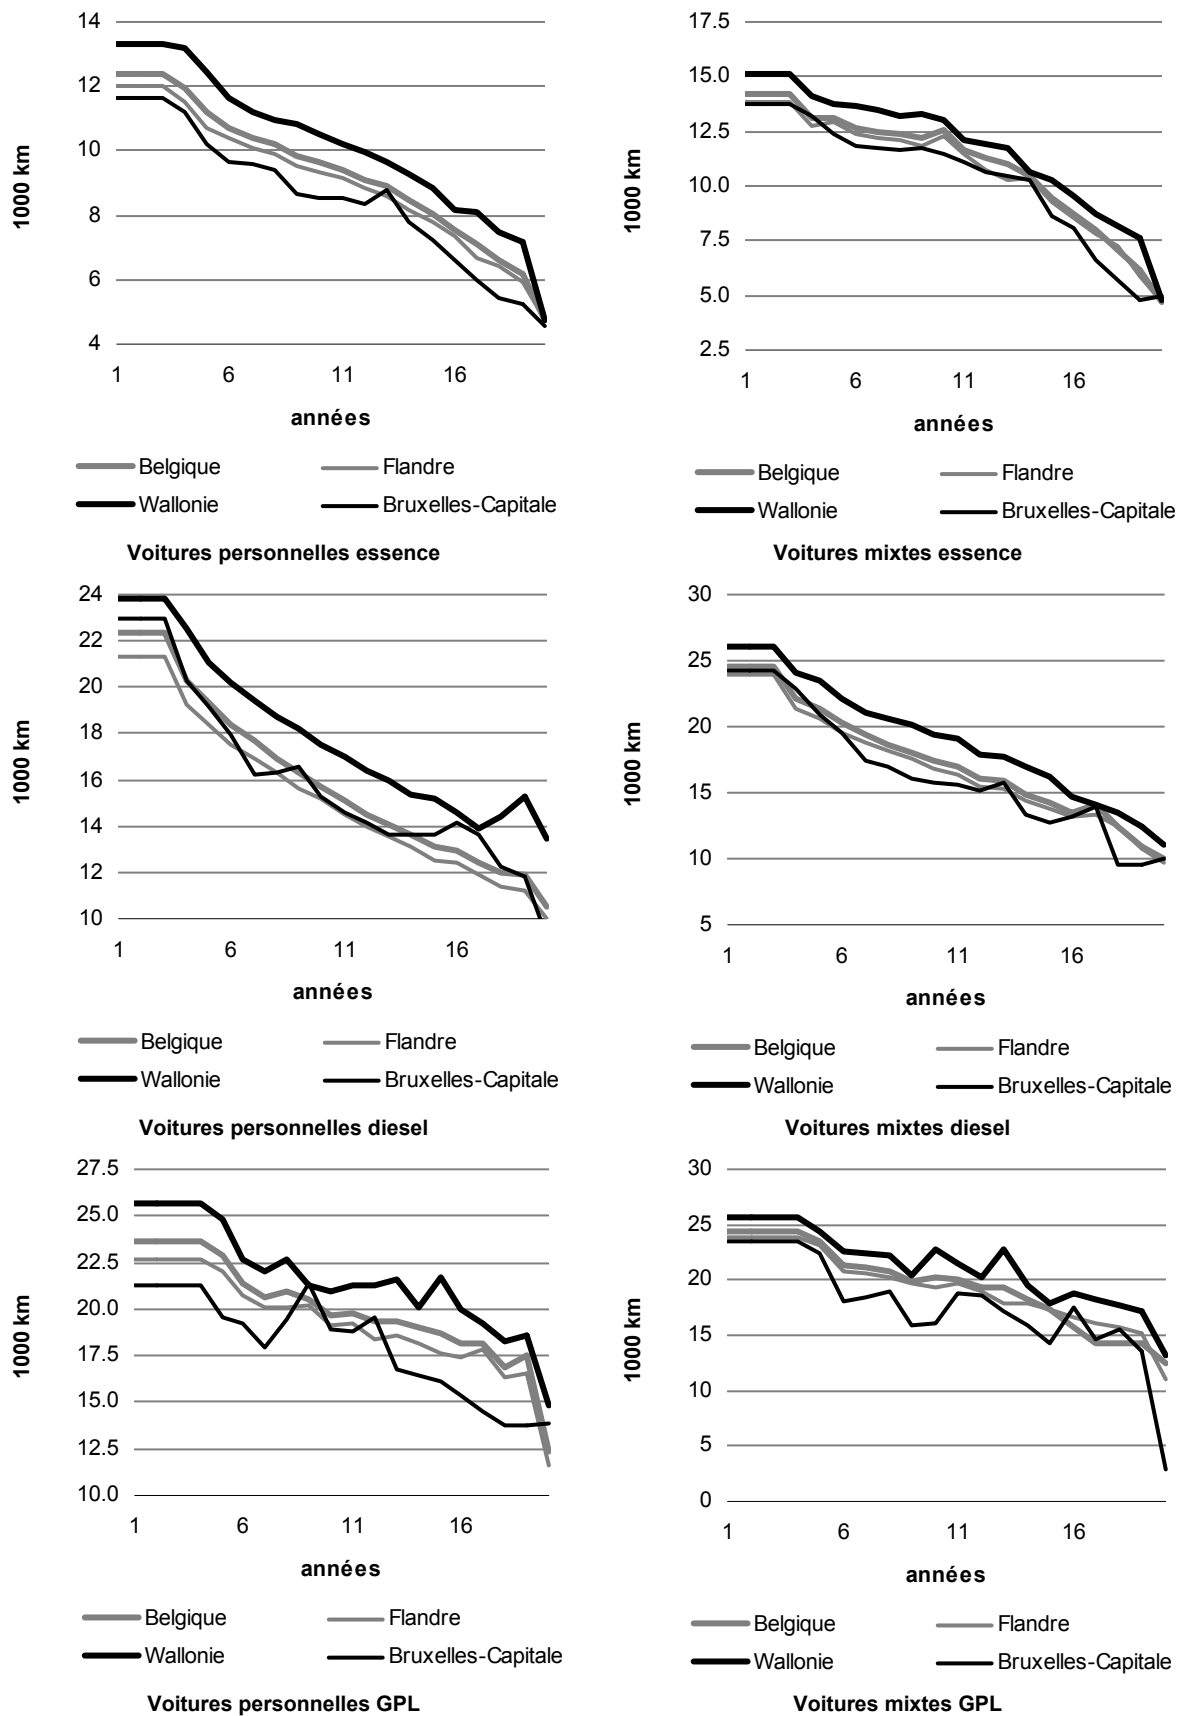 14
12
10
8
6
4
1000 km
1 6 11 16
années
Belgique Flandre
Wallonie Bruxelles-Capitale
Voitures personnelles essence
17.5
15.0
12.5
10.0
7.5
5.0
2.5
1000 km
1 6 11 16
années
Belgique Flandre
Wallonie Bruxelles-Capitale
Voitures mixtes essence
24
22
20
18
16
14
12
10
1000 km
1 6 11 16
années
Belgique Flandre
Wallonie Bruxelles-Capitale
Voitures personnelles diesel
30
25
20
15
10
5
1000 km
1 6 11 16
années
Belgique Flandre
Wallonie Bruxelles-Capitale
Voitures mixtes diesel
27.5
25.0
22.5
20.0
17.5
15.0
12.5
10.0
1000 km
1 6 11 16
années
Belgique Flandre
Wallonie Bruxelles-Capitale
Voitures personnelles GPL
30
25
20
15
10
5
0
1000 km
1 6 11 16
années
Belgique Flandre
Wallonie Bruxelles-Capitale
Voitures mixtes GPL